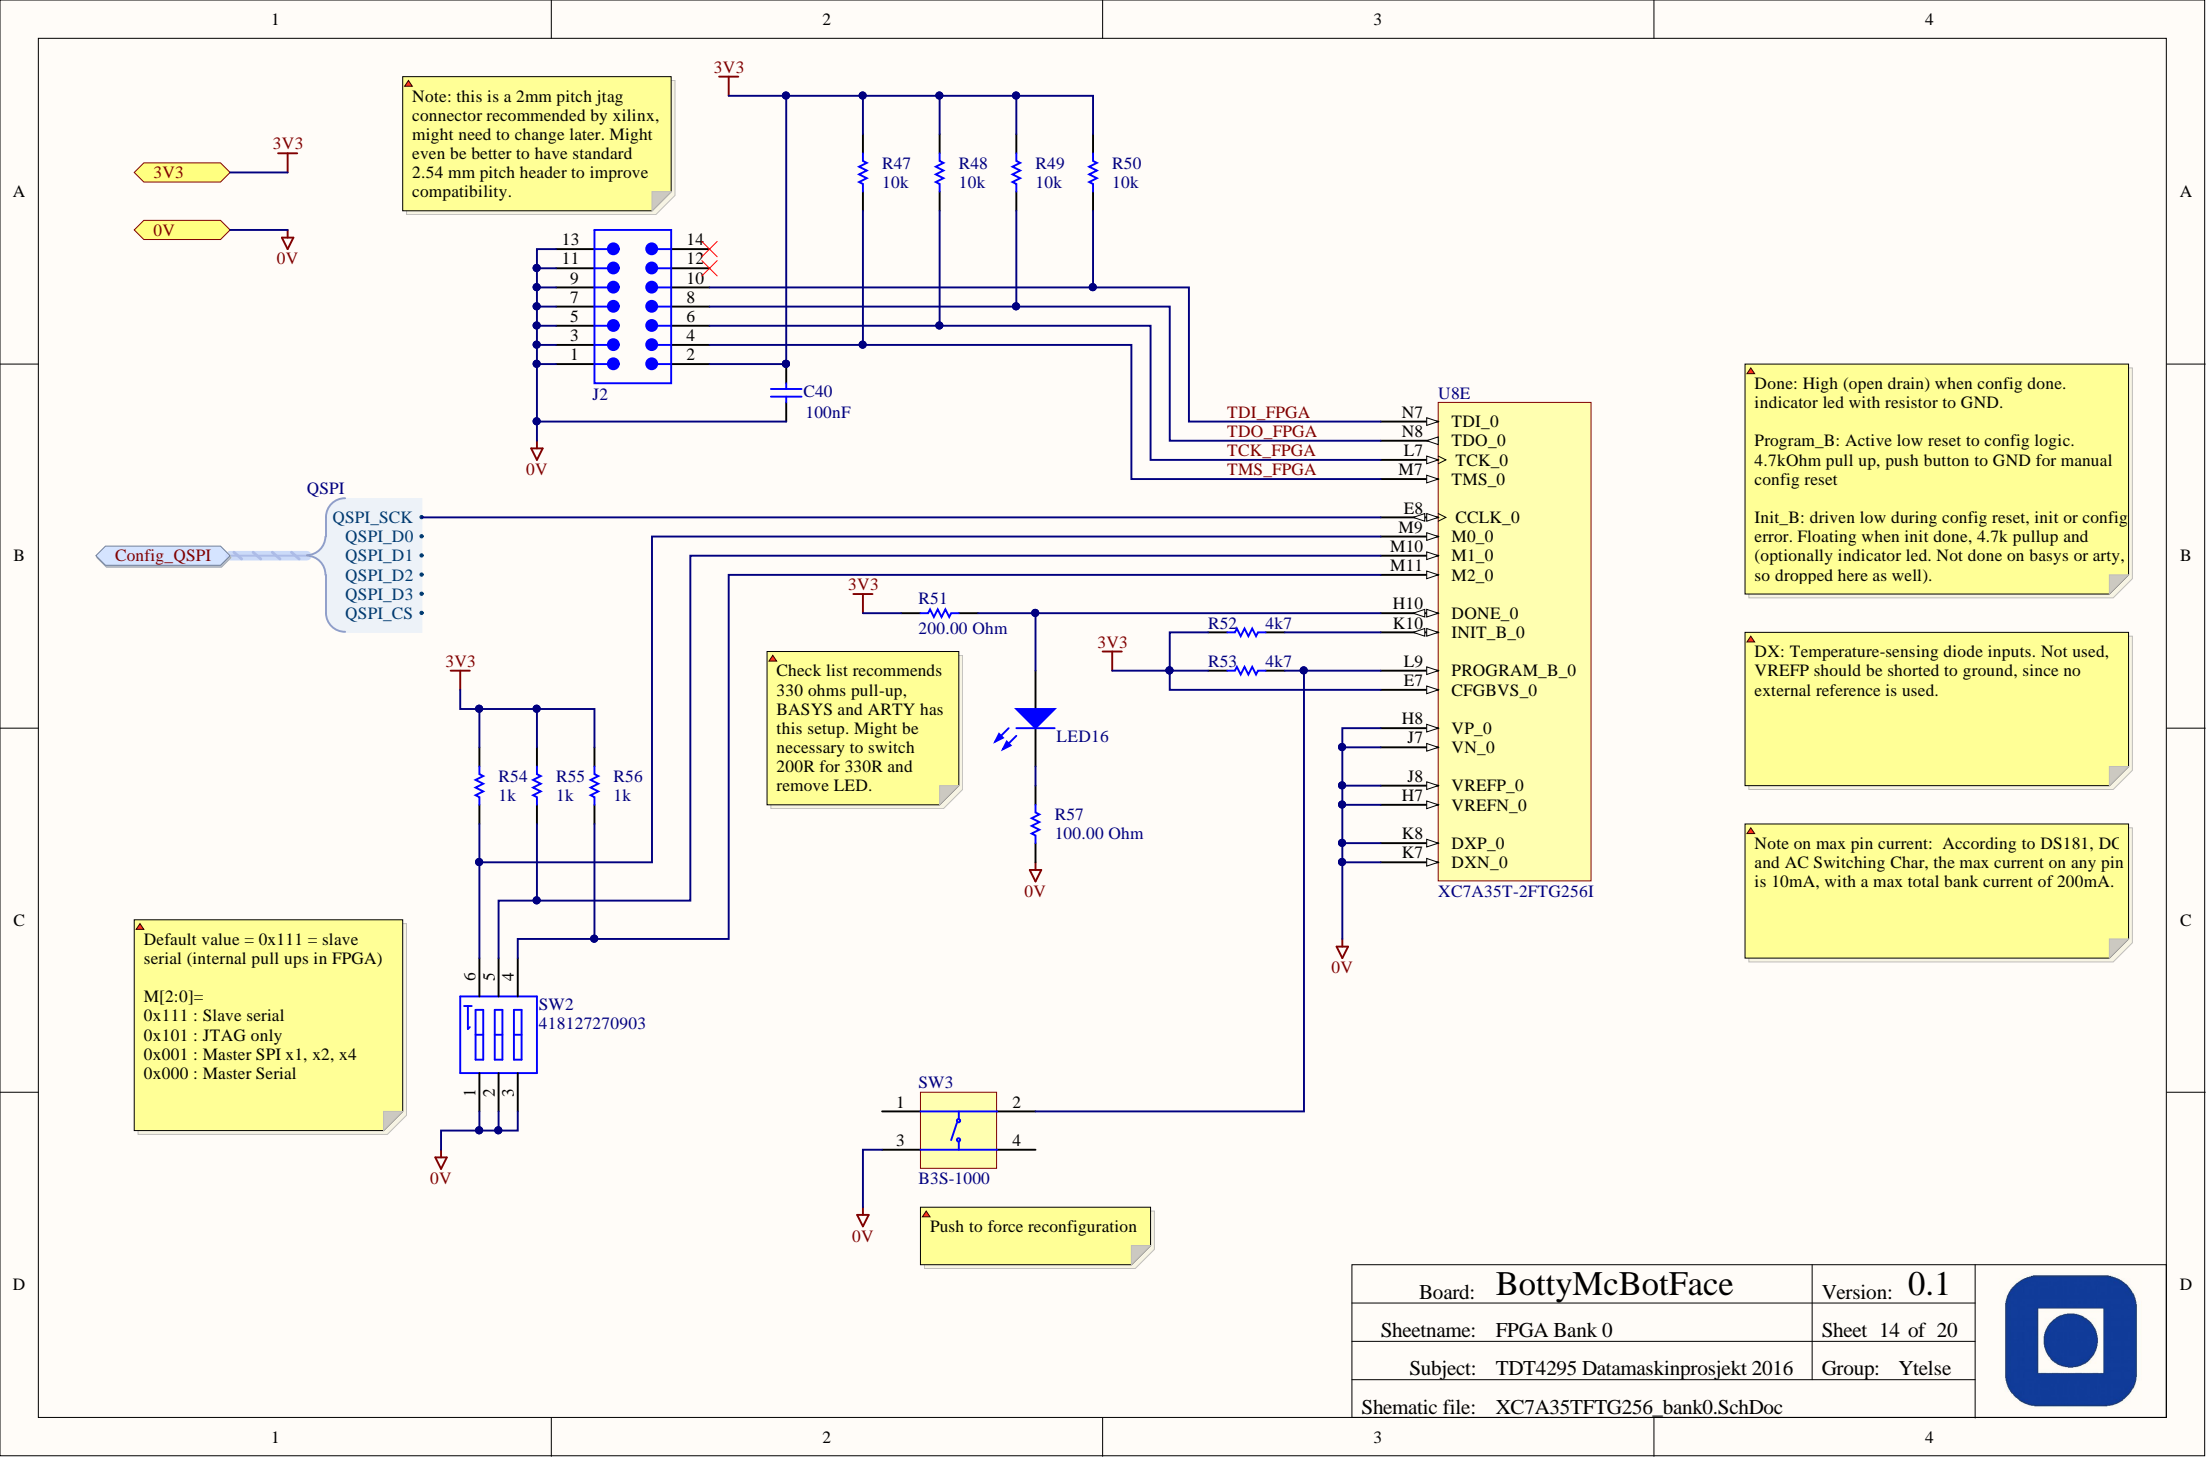 1 2 3 4
A A
B B
C C
D D
3V3
3V3
0V
0V
Note: this is a 2mm pitch jtag
connector recommended by xilinx,
might need to change later. Might
even be better to have standard
2.54 mm pitch header to improve
compatibility.
3V3
R47
10k
R48
10k
R49
10k
R50
10k
13 14
11 12
9 10
7 8
5 6
3 4
1 2
J2
C40
100nF
0V
TDI_FPGA
TDO_FPGA
TCK_FPGA
TMS_FPGA
U8E
N7 TDI_0
N8 TDO_0
L7 TCK_0
M7 TMS_0
E8 CCLK_0
M9 M0_0
M10 M1_0
M11 M2_0
H10 DONE_0
K10 INIT_B_0
L9 PROGRAM_B_0
E7 CFGBVS_0
H8 VP_0
J7 VN_0
J8 VREFP_0
H7 VREFN_0
K8 DXP_0
K7 DXN_0
XC7A35T-2FTG256I
0V
Config_QSPI
QSPI
QSPI_SCK
QSPI_D0
QSPI_D1
QSPI_D2
QSPI_D3
QSPI_CS
3V3
R51
200.00 Ohm
3V3
R52 4k7
R53 4k7
Check list recommends
330 ohms pull-up,
BASYS and ARTY has
this setup. Might be
necessary to switch
200R for 330R and
remove LED.
LED16
R57
100.00 Ohm
0V
3V3
R54
1k
R55
1k
R56
1k
6 5 4
SW2
418127270903
1 2 3
0V
Default value = 0x111 = slave
serial (internal pull ups in FPGA)
M[2:0]=
0x111 : Slave serial
0x101 : JTAG only
0x001 : Master SPI x1, x2, x4
0x000 : Master Serial
SW3
1 2
3 4
B3S-1000
0V
Push to force reconfiguration
Done: High (open drain) when config done.
indicator led with resistor to GND.
Program_B: Active low reset to config logic.
4.7kOhm pull up, push button to GND for manual
config reset
Init_B: driven low during config reset, init or config
error. Floating when init done, 4.7k pullup and
(optionally indicator led. Not done on basys or arty,
so dropped here as well).
DX: Temperature-sensing diode inputs. Not used,
VREFP should be shorted to ground, since no
external reference is used.
Note on max pin current: According to DS181, DC
and AC Switching Char, the max current on any pin
is 10mA, with a max total bank current of 200mA.
Board: BottyMcBotFace Version: 0.1
Sheetname: FPGA Bank 0 Sheet 14 of 20
Subject: TDT4295 Datamaskinprosjekt 2016 Group: Ytelse
Shematic file: XC7A35TFTG256_bank0.SchDoc
1 2 3 4